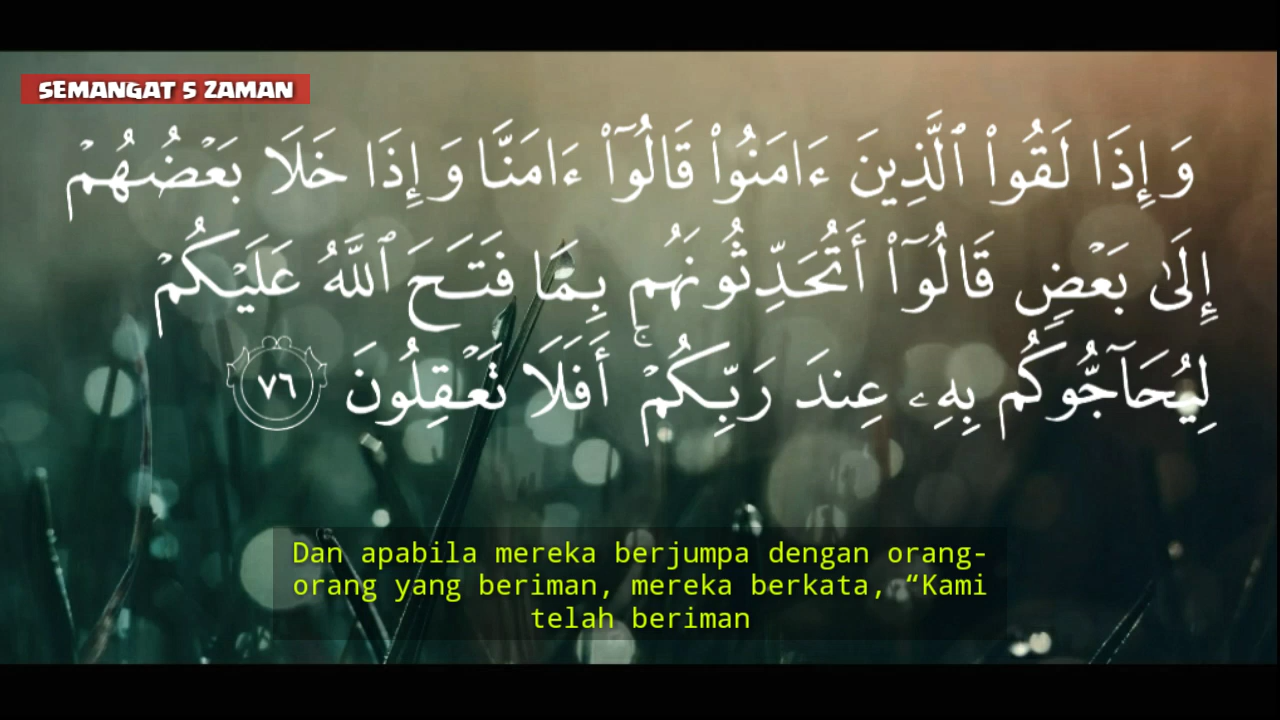 SEMANGAT 5 ZAMAN
وَإِذَا لَقُوا۟ ٱلَّذِينَ ءَامَنُوا۟ قَالُوٓا۟ ءَامَنَّا وَإِذَا خَلَا بَعْضُهُمْ
إِلَىٰ بَعْضٍ قَالُوٓا۟ أَتُحَدِّثُونَهُم بِمَا فَتَحَ ٱللَّهُ عَلَيْكُمْ
لِيُحَآجُّوكُم بِهِۦ عِندَ رَبِّكُمْ ۚ أَفَلَا تَعْقِلُونَ ٧٦
Dan apabila mereka berjumpa dengan orang-
orang yang beriman, mereka berkata, “Kami
telah beriman